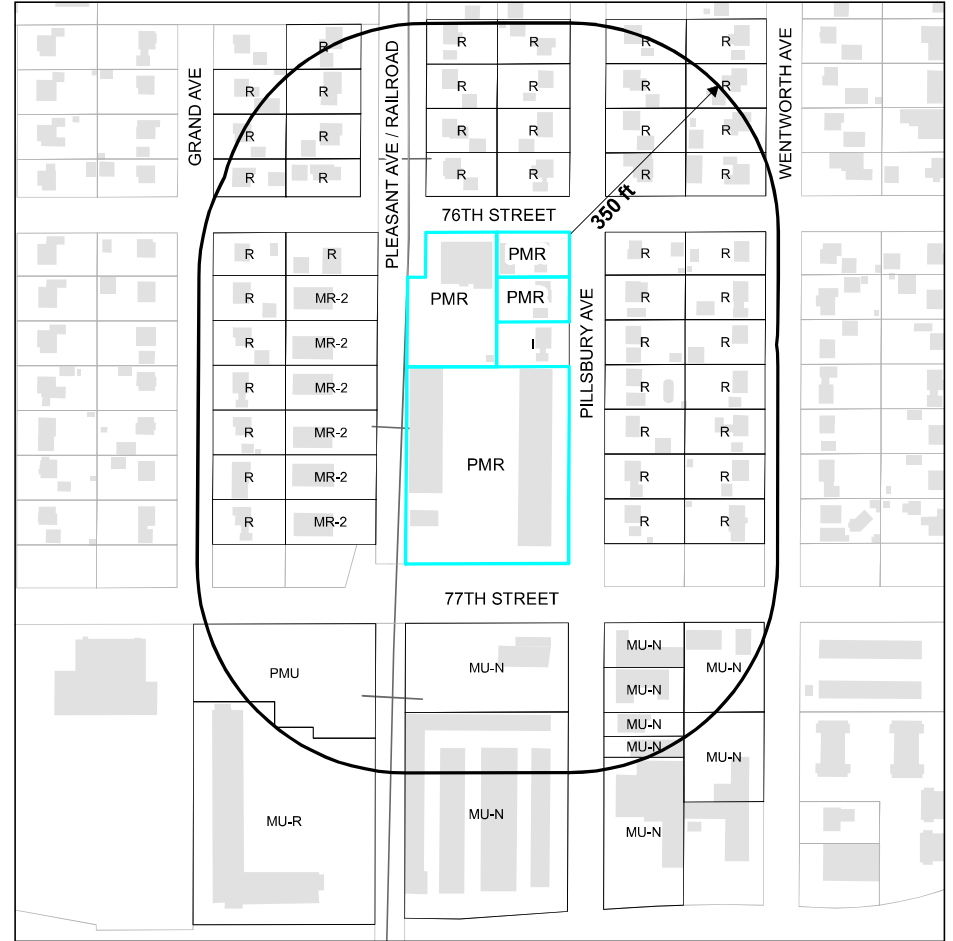 R R R R R
R R R R R R
R R R R R R
R R R R R R
GRAND AVE
PLEASANT AVE / RAILROAD
WENTWORTH AVE
350 ft
76TH STREET
R R PMR R R
R MR-2 PMR PMR R R
R MR-2 I R R
PILLSBURY AVE
R MR-2 R R
R MR-2 PMR R R
R MR-2 R R
R MR-2 R R
77TH STREET
PMU MU-N MU-N MU-N
MU-N
MU-N
MU-N MU-N
MU-R MU-N MU-N